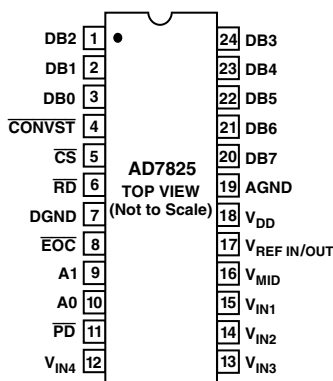 DB2 1
DB1 2
DB0 3
CONVST 4
CS 5
RD 6
DGND 7
EOC 8
A1 9
A0 10
PD 11
VIN4 12
AD7825
TOP VIEW
(Not to Scale)
24 DB3
23 DB4
22 DB5
21 DB6
20 DB7
19 AGND
18 VDD
17 VREF IN/OUT
16 VMID
15 VIN1
14 VIN2
13 VIN3